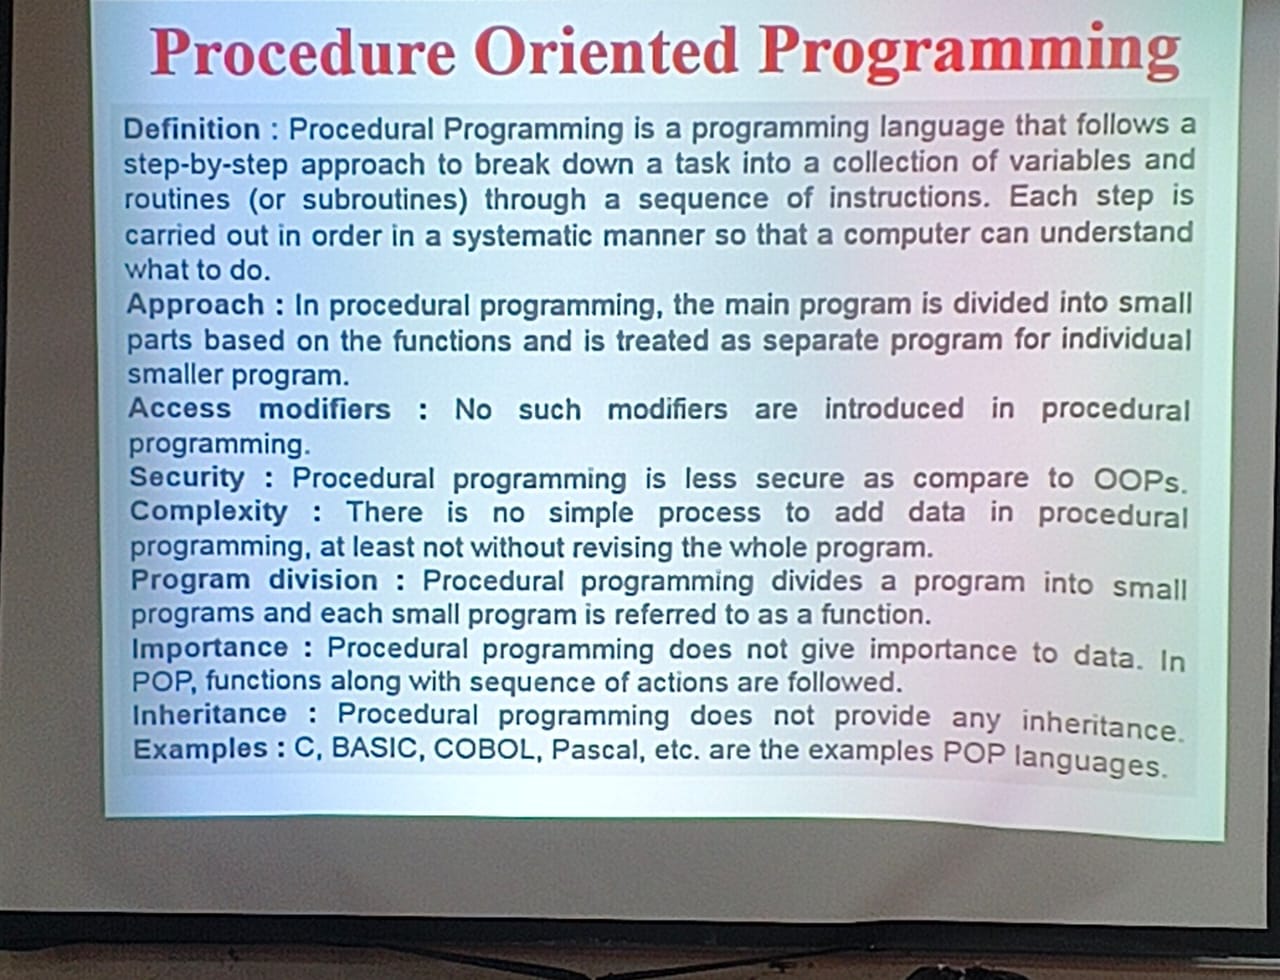 Procedure Oriented Programming
Definition : Procedural Programming is a programming language that follows a
step-by-step approach to break down a task into a collection of variables and
routines (or subroutines) through a sequence of instructions. Each step is
carried out in order in a systematic manner so that a computer can understand
what to do.
Approach : In procedural programming, the main program is divided into small
parts based on the functions and is treated as separate program for individual
smaller program.
Access modifiers : No such modifiers are introduced in procedural
programming.
Security : Procedural programming is less secure as compare to OOPs.
Complexity : There is no simple process to add data in procedural
programming, at least not without revising the whole program.
Program division : Procedural programming divides a program into small
programs and each small program is referred to as a function.
Importance : Procedural programming does not give importance to data. In
POP, functions along with sequence of actions are followed.
Inheritance : Procedural programming does not provide any inheritance.
Examples : C, BASIC, COBOL, Pascal, etc. are the examples POP languages.